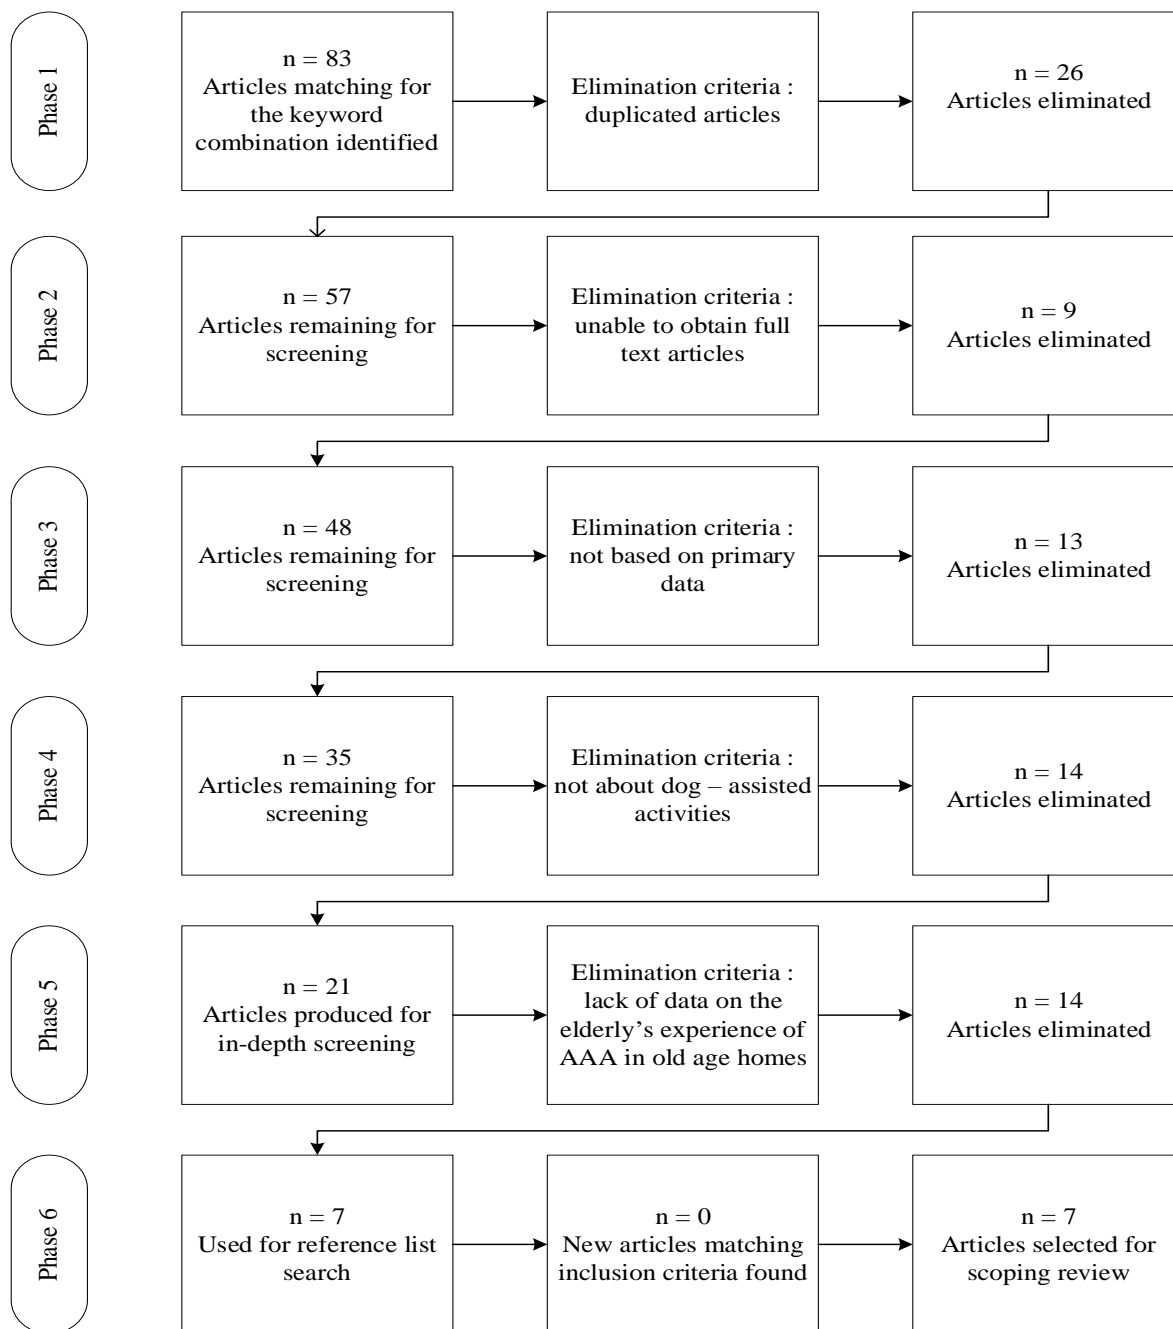 Phase 1
n = 83
Articles matching for
the keyword
combination identified
Elimination criteria :
duplicated articles
n = 26
Articles eliminated
Phase 2
n = 57
Articles remaining for
screening
Elimination criteria :
unable to obtain full
text articles
n = 9
Articles eliminated
Phase 3
n = 48
Articles remaining for
screening
Elimination criteria :
not based on primary
data
n = 13
Articles eliminated
Phase 4
n = 35
Articles remaining for
screening
Elimination criteria :
not about dog – assisted
activities
n = 14
Articles eliminated
Phase 5
n = 21
Articles produced for
in-depth screening
Elimination criteria :
lack of data on the
elderly’s experience of
AAA in old age homes
n = 14
Articles eliminated
Phase 6
n = 7
Used for reference list
search
n = 0
New articles matching
inclusion criteria found
n = 7
Articles selected for
scoping review